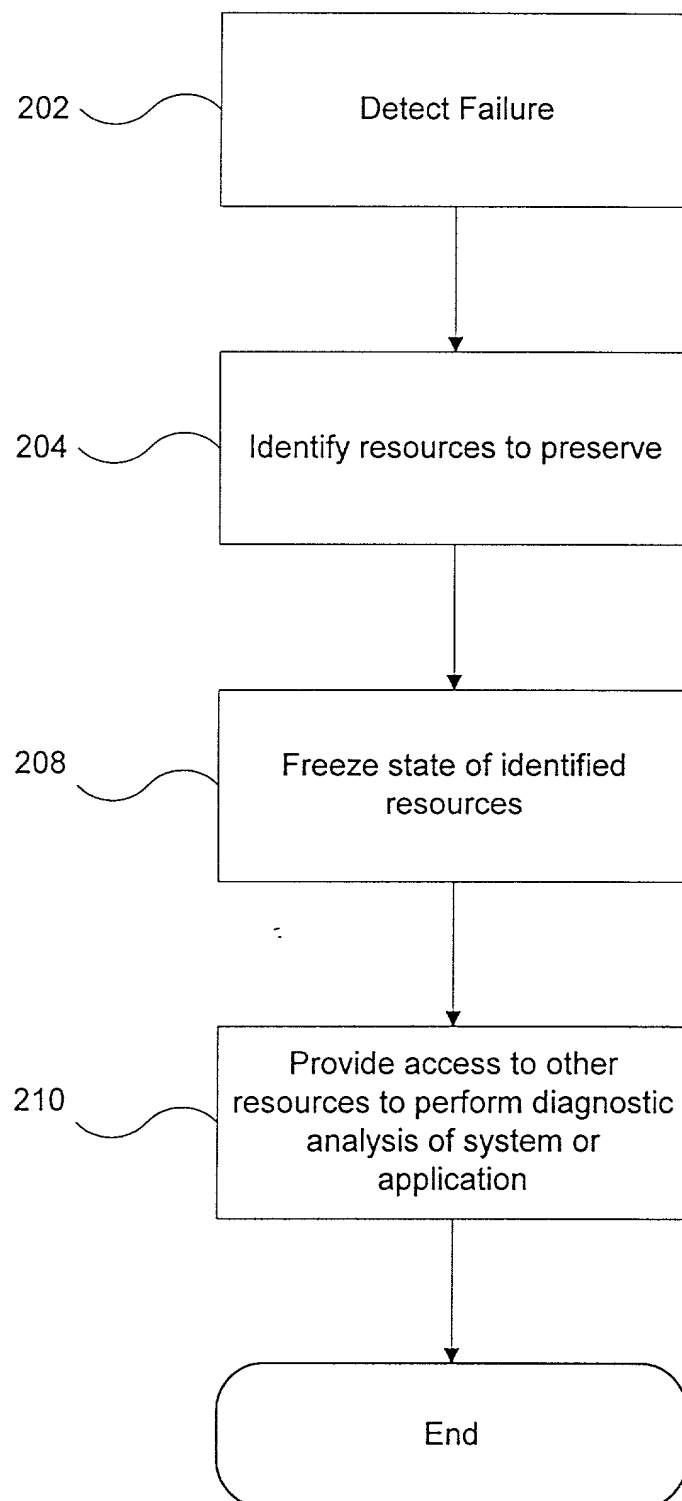 202
Detect Failure
204
Identify resources to preserve
208
Freeze state of identified
resources
210
Provide access to other
resources to perform diagnostic
analysis of system or
application
End